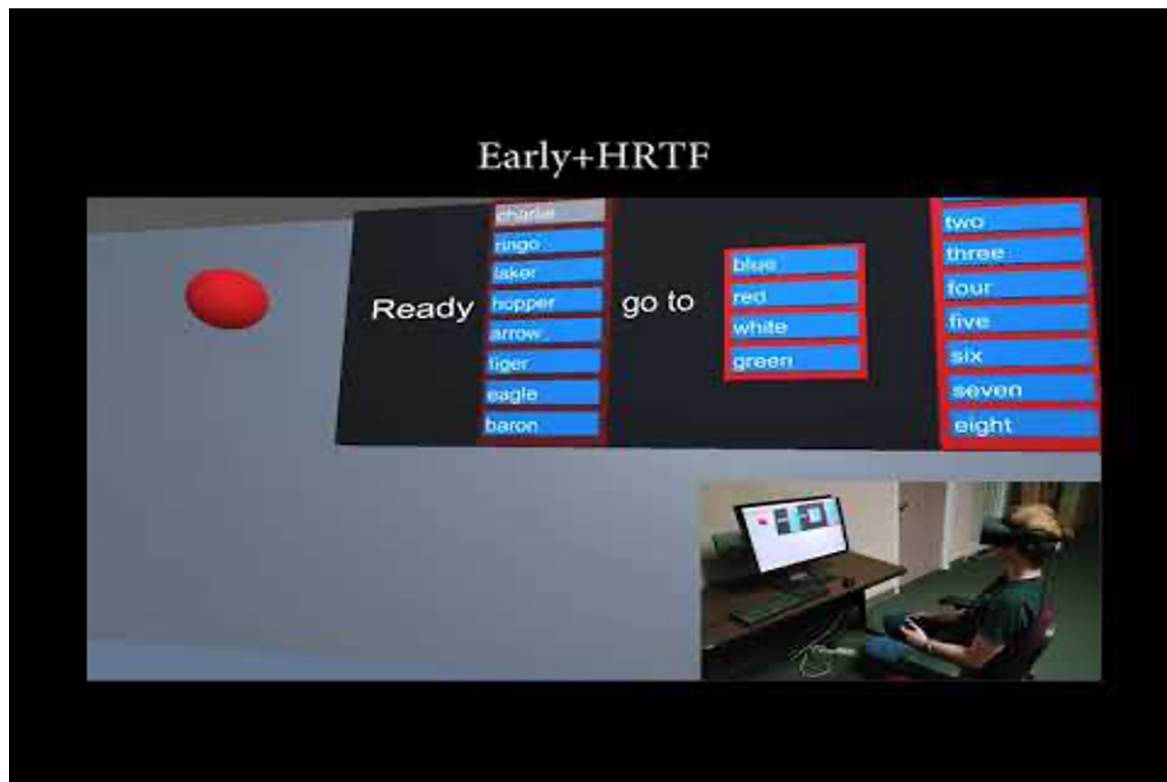 Early+HRTF
Ready
charlie
ringo
laker
hopper
arrow
tiger
eagle
baron
go to
blue
red
white
green
two
three
four
five
six
seven
eight